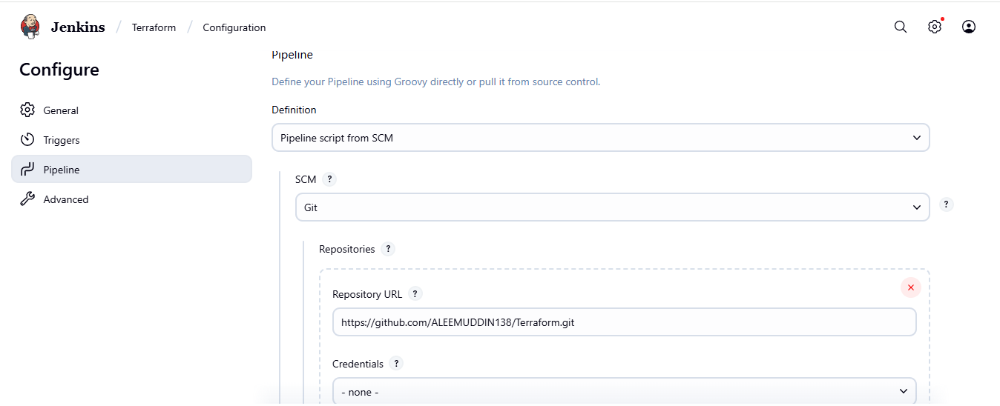 Jenkins / Terraform / Configuration
Configure
General
Triggers
Pipeline
Advanced
Pipeline
Define your Pipeline using Groovy directly or pull it from source control.
Definition
Pipeline script from SCM
SCM ?
Git
?
Repositories ?
Repository URL ?
https://github.com/ALEEMUDDIN138/Terraform.git
Credentials ?
- none -